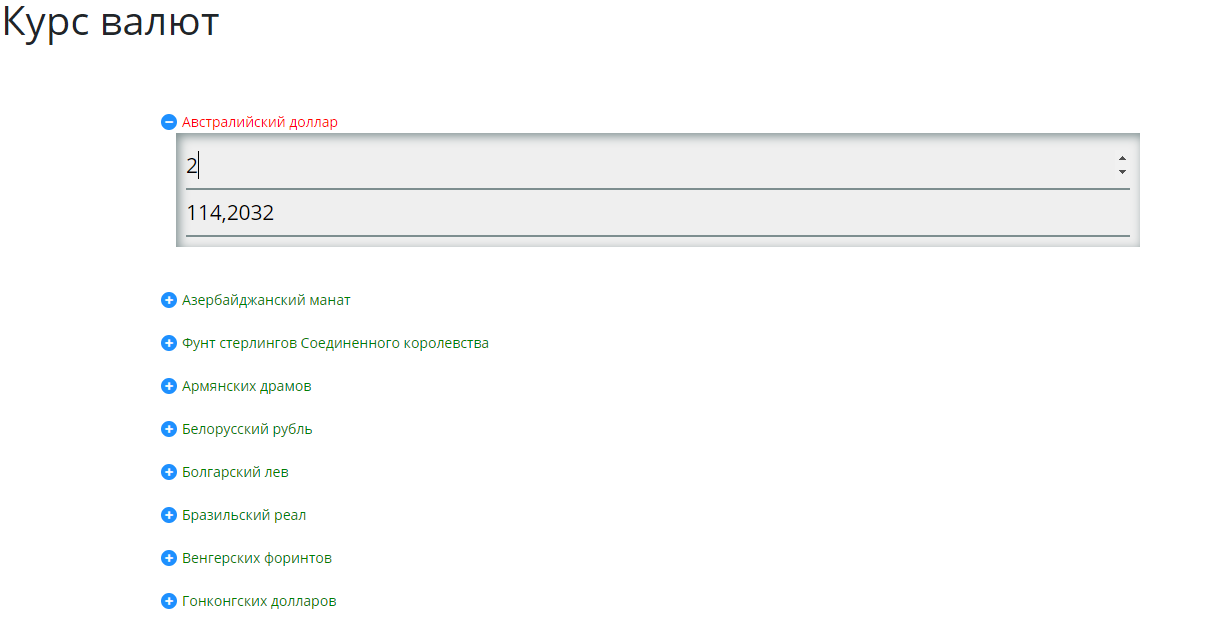 Курс валют
Австралийский доллар
2
114,2032
Азербайджанский манат
Фунт стерлингов Соединенного королевства
Армянских драмов
Белорусский рубль
Болгарский лев
Бразильский реал
Венгерских форинтов
Гонконгских долларов